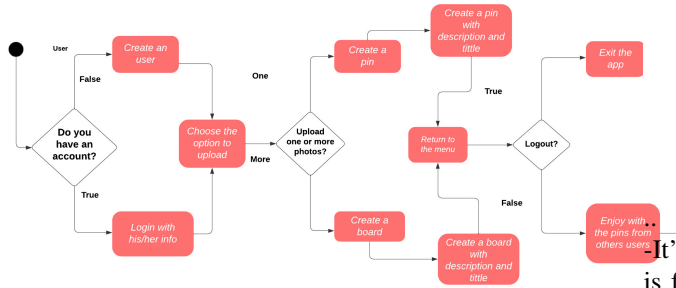 User
Create an
user
False
Do you
have an
account?
True
Login with
his/her info
Choose the
option to
upload
One
More
Upload
one or more
photos?
Create a
pin
Create a pin
with
description and
tittle
True
Return to
the menu
False
Create a
board
Create a board
with
description and
tittle
Logout?
Exit the
app
Enjoy with
the pins from
others users
..
-It’
is f